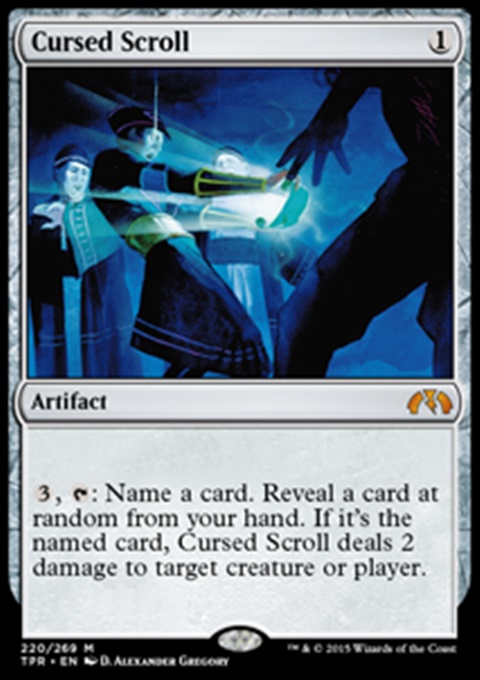 Cursed Scroll 1
Artifact
3, : Name a card. Reveal a card at
random from your hand. If it's the
named card, Cursed Scroll deals 2
damage to target creature or player.
220/269 M
™ & © 2015 Wizards of the Coast
TPR • EN D. Alexander Gregory